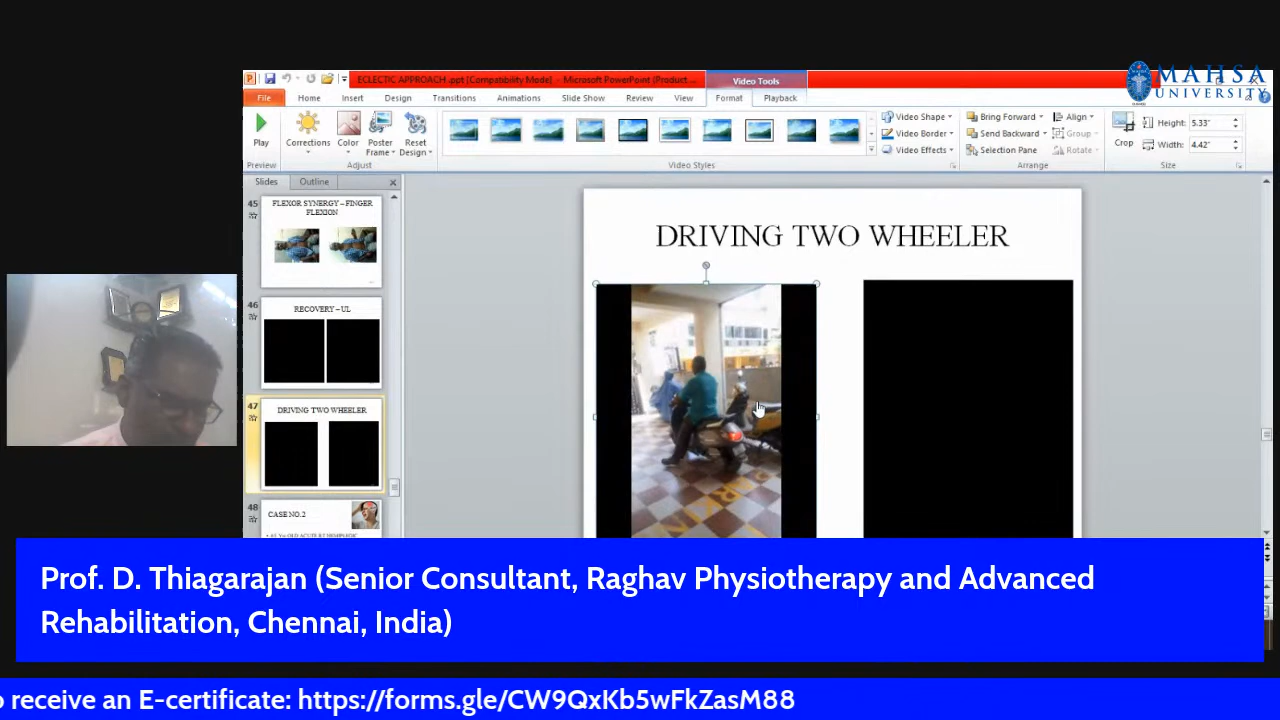 ECLECTIC APPROACH .ppt [Compatibility Mode] - Microsoft PowerPoint (Product ...
Video Tools
MAHSA
UNIVERSITY
File Home Insert Design Transitions Animations Slide Show Review View Format Playback
Play
Corrections
Color
Poster
Frame
Reset
Design
Video Shape
Video Border
Video Effects
Bring Forward
Send Backward
Selection Pane
Align
Group
Rotate
Crop
Height: 5.33"
Width: 4.42"
Preview Adjust Video Styles Arrange Size
Slides Outline
45
FLEXOR SYNERGY – FINGER
FLEXION
46
RECOVERY – UL
47
DRIVING TWO WHEELER
48
CASE NO.2
DRIVING TWO WHEELER
Prof. D. Thiagarajan (Senior Consultant, Raghav Physiotherapy and Advanced
Rehabilitation, Chennai, India)
receive an E-certificate: https://forms.gle/CW9QxKb5wFkZasM88